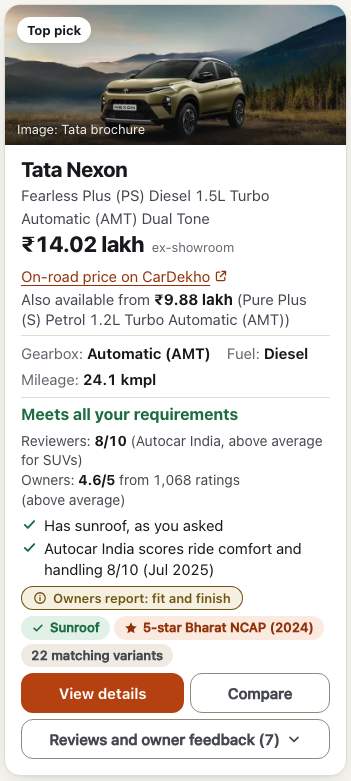 Top pick
NEXON
Image: Tata brochure
Tata Nexon
Fearless Plus (PS) Diesel 1.5L Turbo
Automatic (AMT) Dual Tone
₹14.02 lakh ex-showroom
On-road price on CarDekho
Also available from ₹9.88 lakh (Pure Plus
(S) Petrol 1.2L Turbo Automatic (AMT))
Gearbox: Automatic (AMT) Fuel: Diesel
Mileage: 24.1 kmpl
Meets all your requirements
Reviewers: 8/10 (Autocar India, above average
for SUVs)
Owners: 4.6/5 from 1,068 ratings
(above average)
Has sunroof, as you asked
Autocar India scores ride comfort and
handling 8/10 (Jul 2025)
Owners report: fit and finish
Sunroof
5-star Bharat NCAP (2024)
22 matching variants
View details
Compare
Reviews and owner feedback (7)